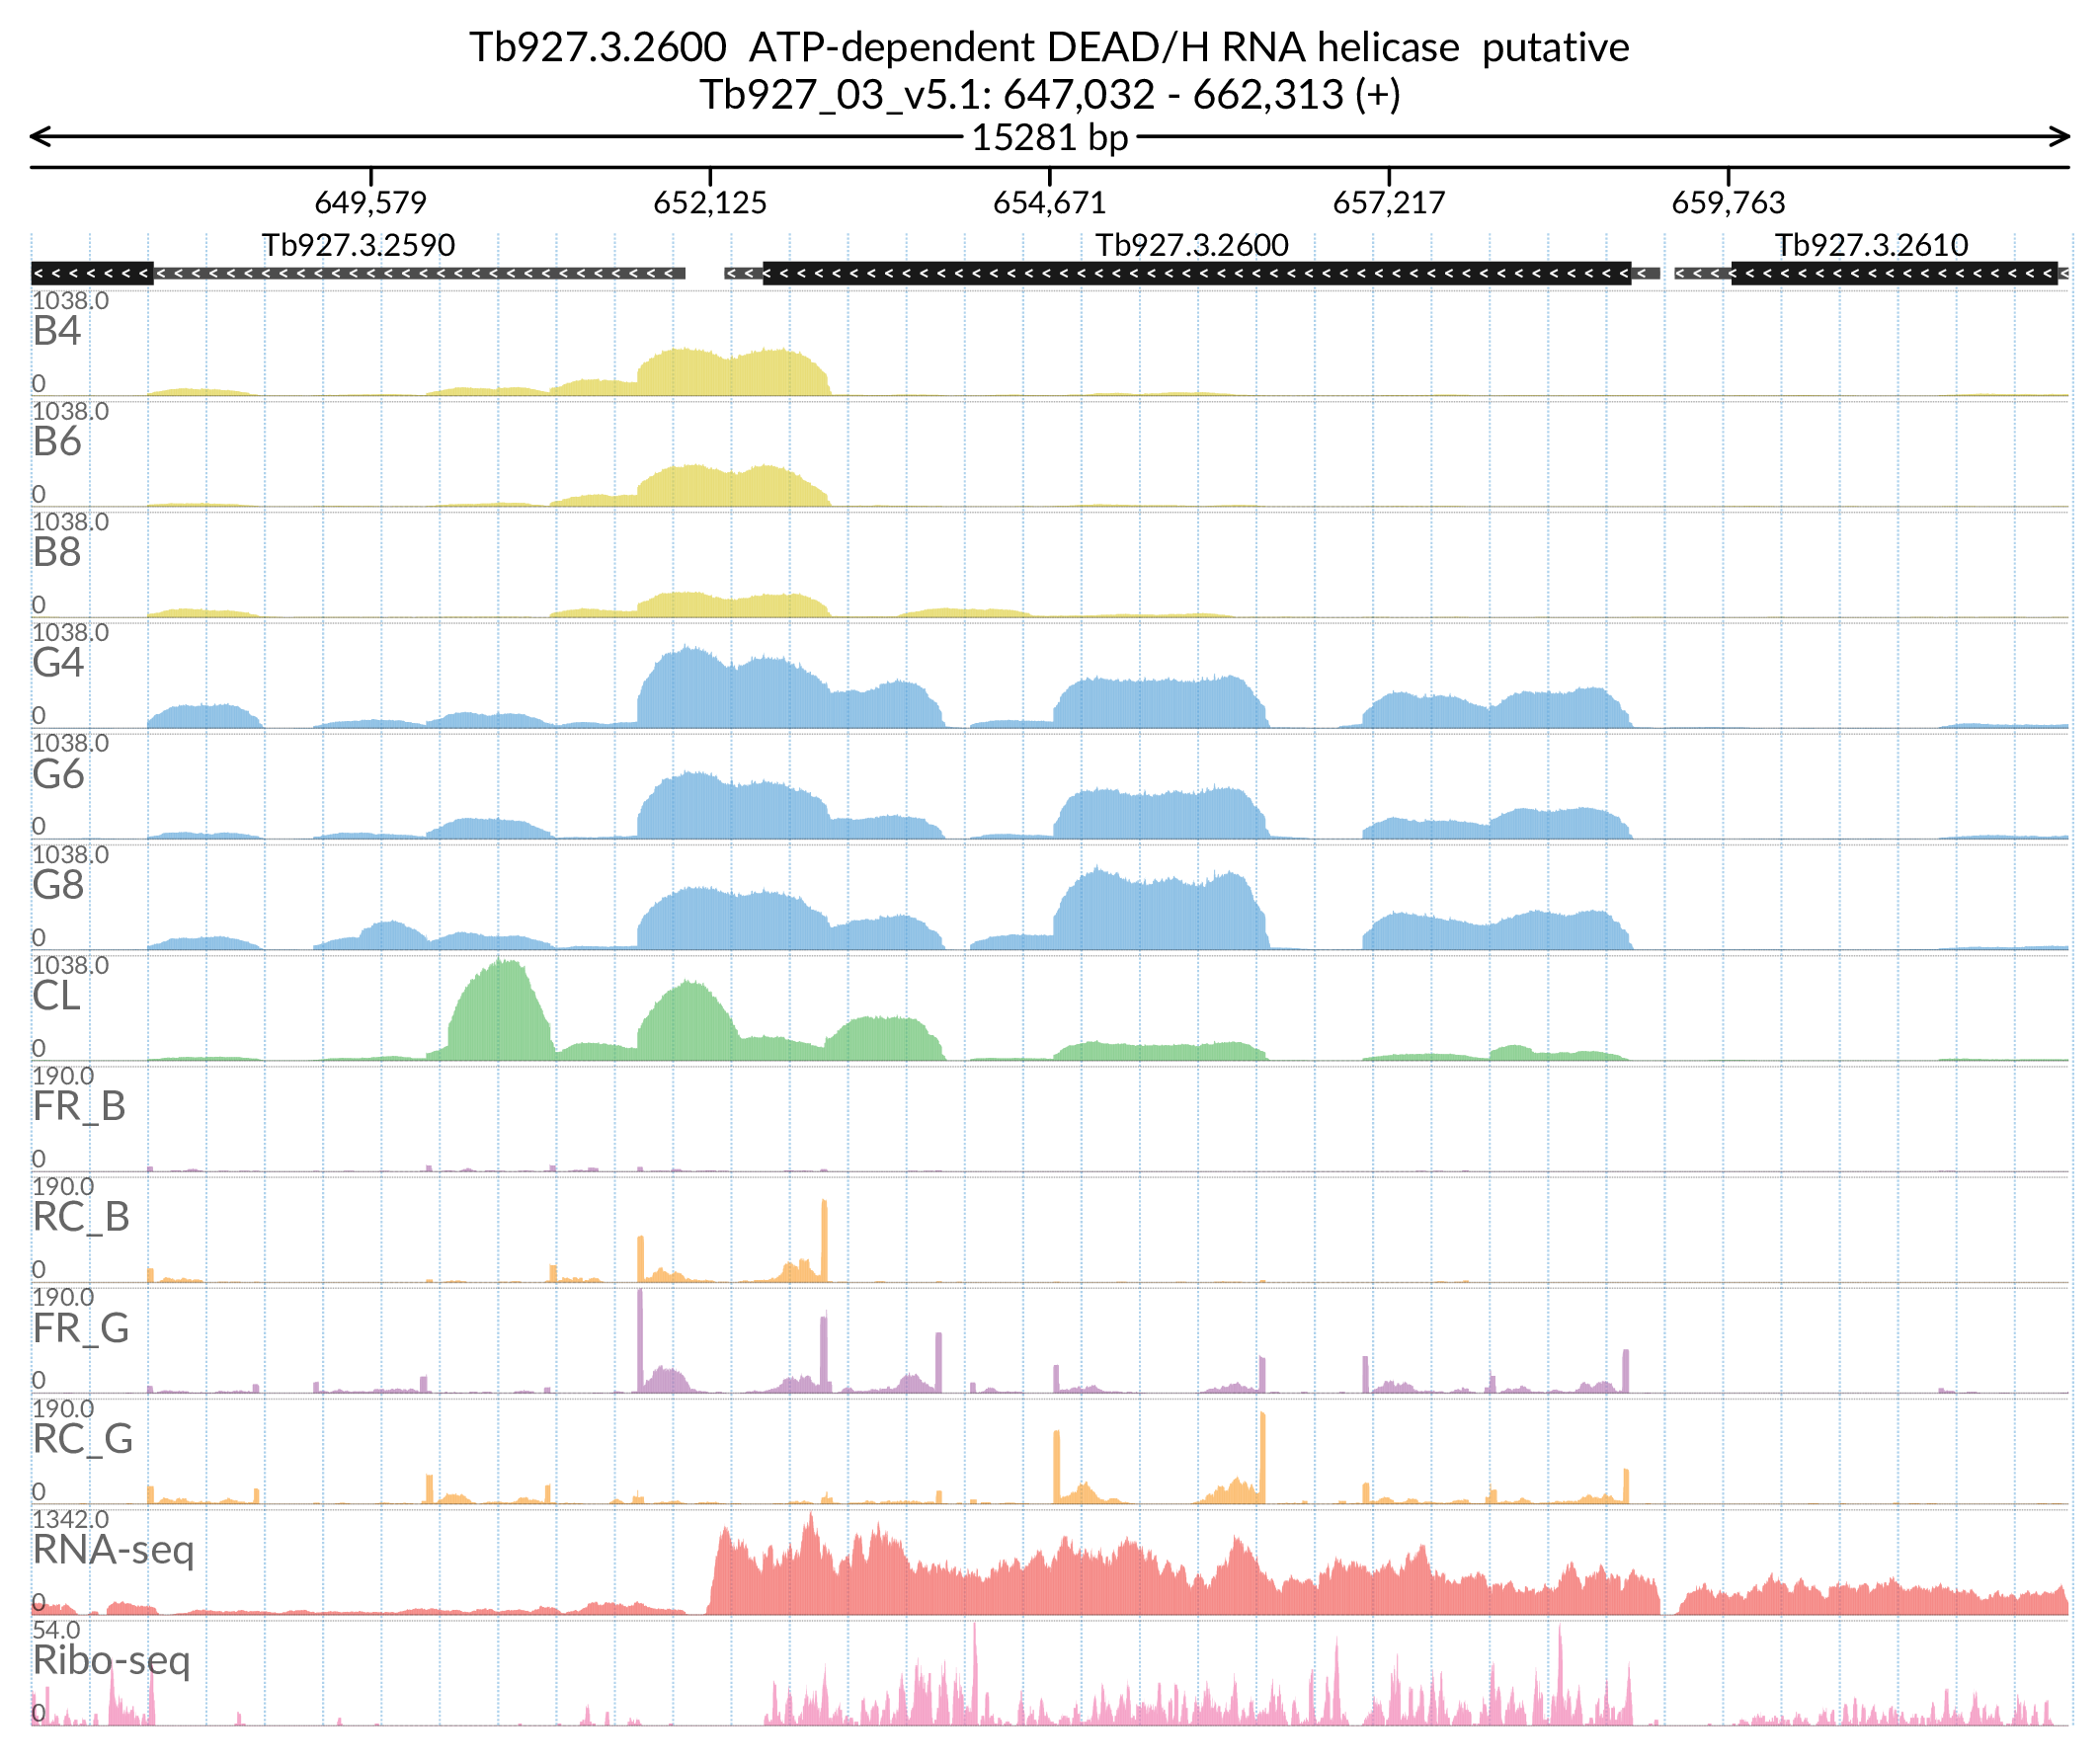 Tb927.3.2600  ATP-dependent DEAD/H RNA helicase  putative
Tb927_03_v5.1: 647,032 - 662,313 (+)
15281 bp
649,579 652,125 654,671 657,217 659,763
Tb927.3.2590 Tb927.3.2600 Tb927.3.2610
1038.0
B4
0
1038.0
B6
0
1038.0
B8
0
1038.0
G4
0
1038.0
G6
0
1038.0
G8
0
1038.0
CL
0
190.0
FR_B
0
190.0
RC_B
0
190.0
FR_G
0
190.0
RC_G
0
1342.0
RNA-seq
0
54.0
Ribo-seq
0